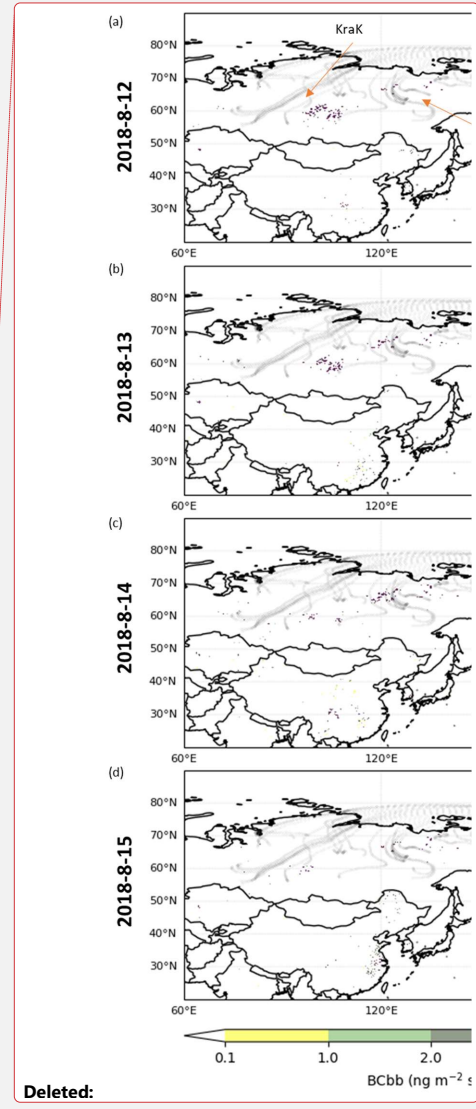 (a)
KraK
80°N
70°N
60°N
50°N
40°N
30°N
2018-8-12
60°E 120°E
(b)
80°N
70°N
60°N
50°N
40°N
30°N
2018-8-13
60°E 120°E
(c)
80°N
70°N
60°N
50°N
40°N
30°N
2018-8-14
60°E 120°E
(d)
80°N
70°N
60°N
50°N
40°N
30°N
2018-8-15
60°E 120°E
0.1 1.0 2.0
BCbb (ng m⁻² s
Deleted: